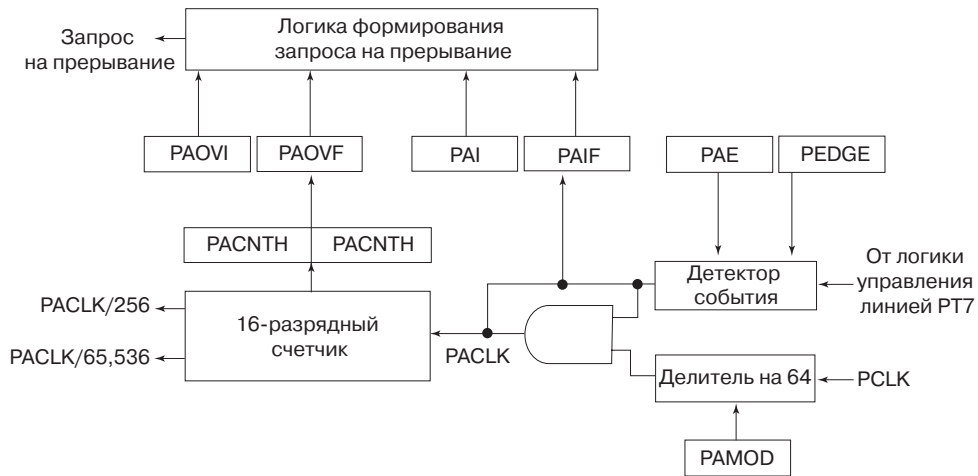 Логика формирования
запроса на прерывание
Запрос
на прерывание
PAOVI
PAOVF
PAI
PAIF
PAE
PEDGE
PACNTH
PACNTH
От логики
управления
линией PT7
Детектор
события
PACLK/256
16-разрядный
счетчик
PACLK/65,536
PACLK
Делитель на 64
PCLK
PAMOD